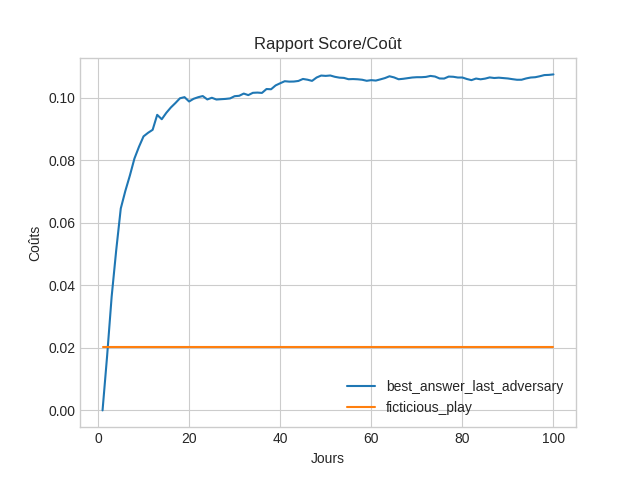 Rapport Score/Coût
Coûts
0.10
0.08
0.06
0.04
0.02
0.00
best_answer_last_adversary
ficticious_play
0 20 40 60 80 100
Jours